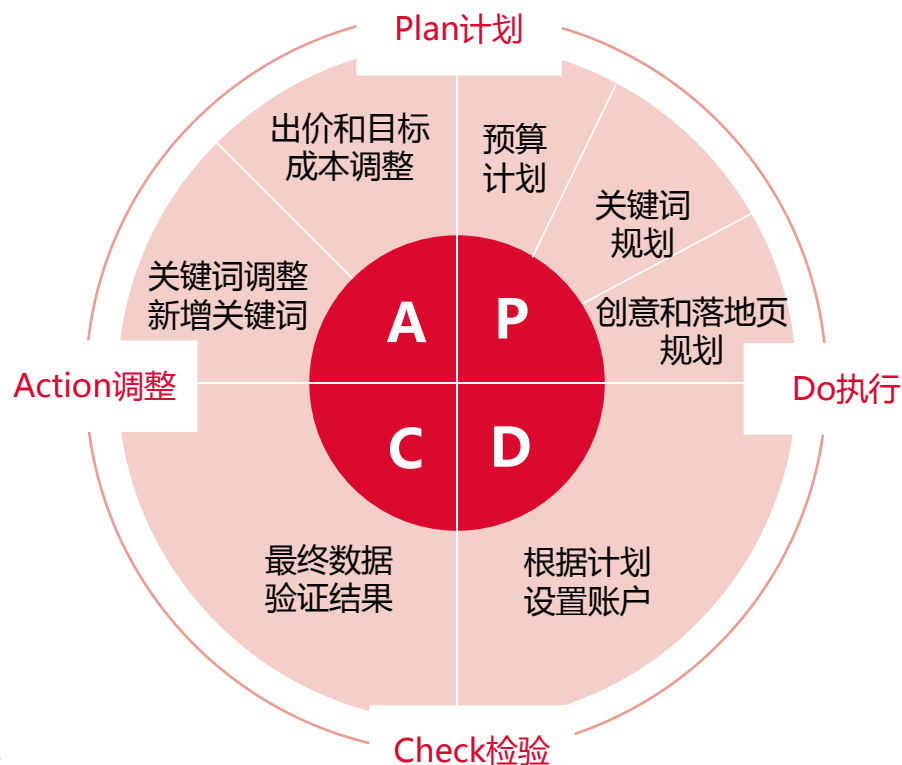 Plan计划
出价和目标
成本调整
预算
计划
关键词
规划
关键词调整
新增关键词
创意和落地页
规划
A
P
Action调整
Do执行
C
D
最终数据
验证结果
根据计划
设置账户
Check检验